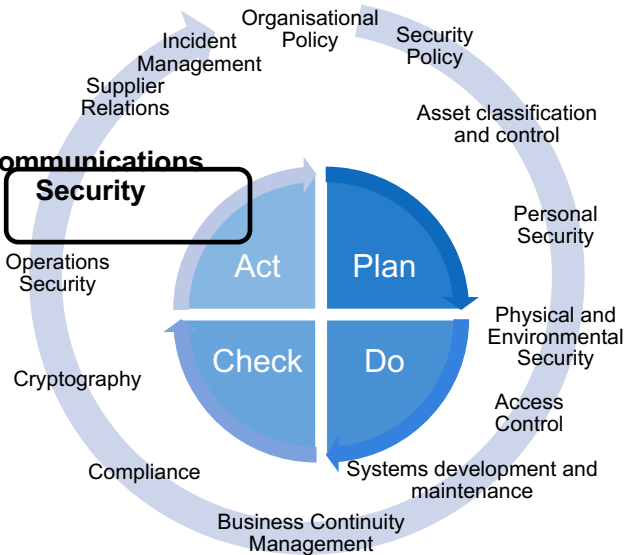 Organisational
Policy
Security
Policy
Asset classification
and control
Personal
Security
Physical and
Environmental
Security
Access
Control
Systems development and
maintenance
Business Continuity
Management
Compliance
Cryptography
Operations
Security
ommunications
Security
Supplier
Relations
Incident
Management
Act
Plan
Check
Do